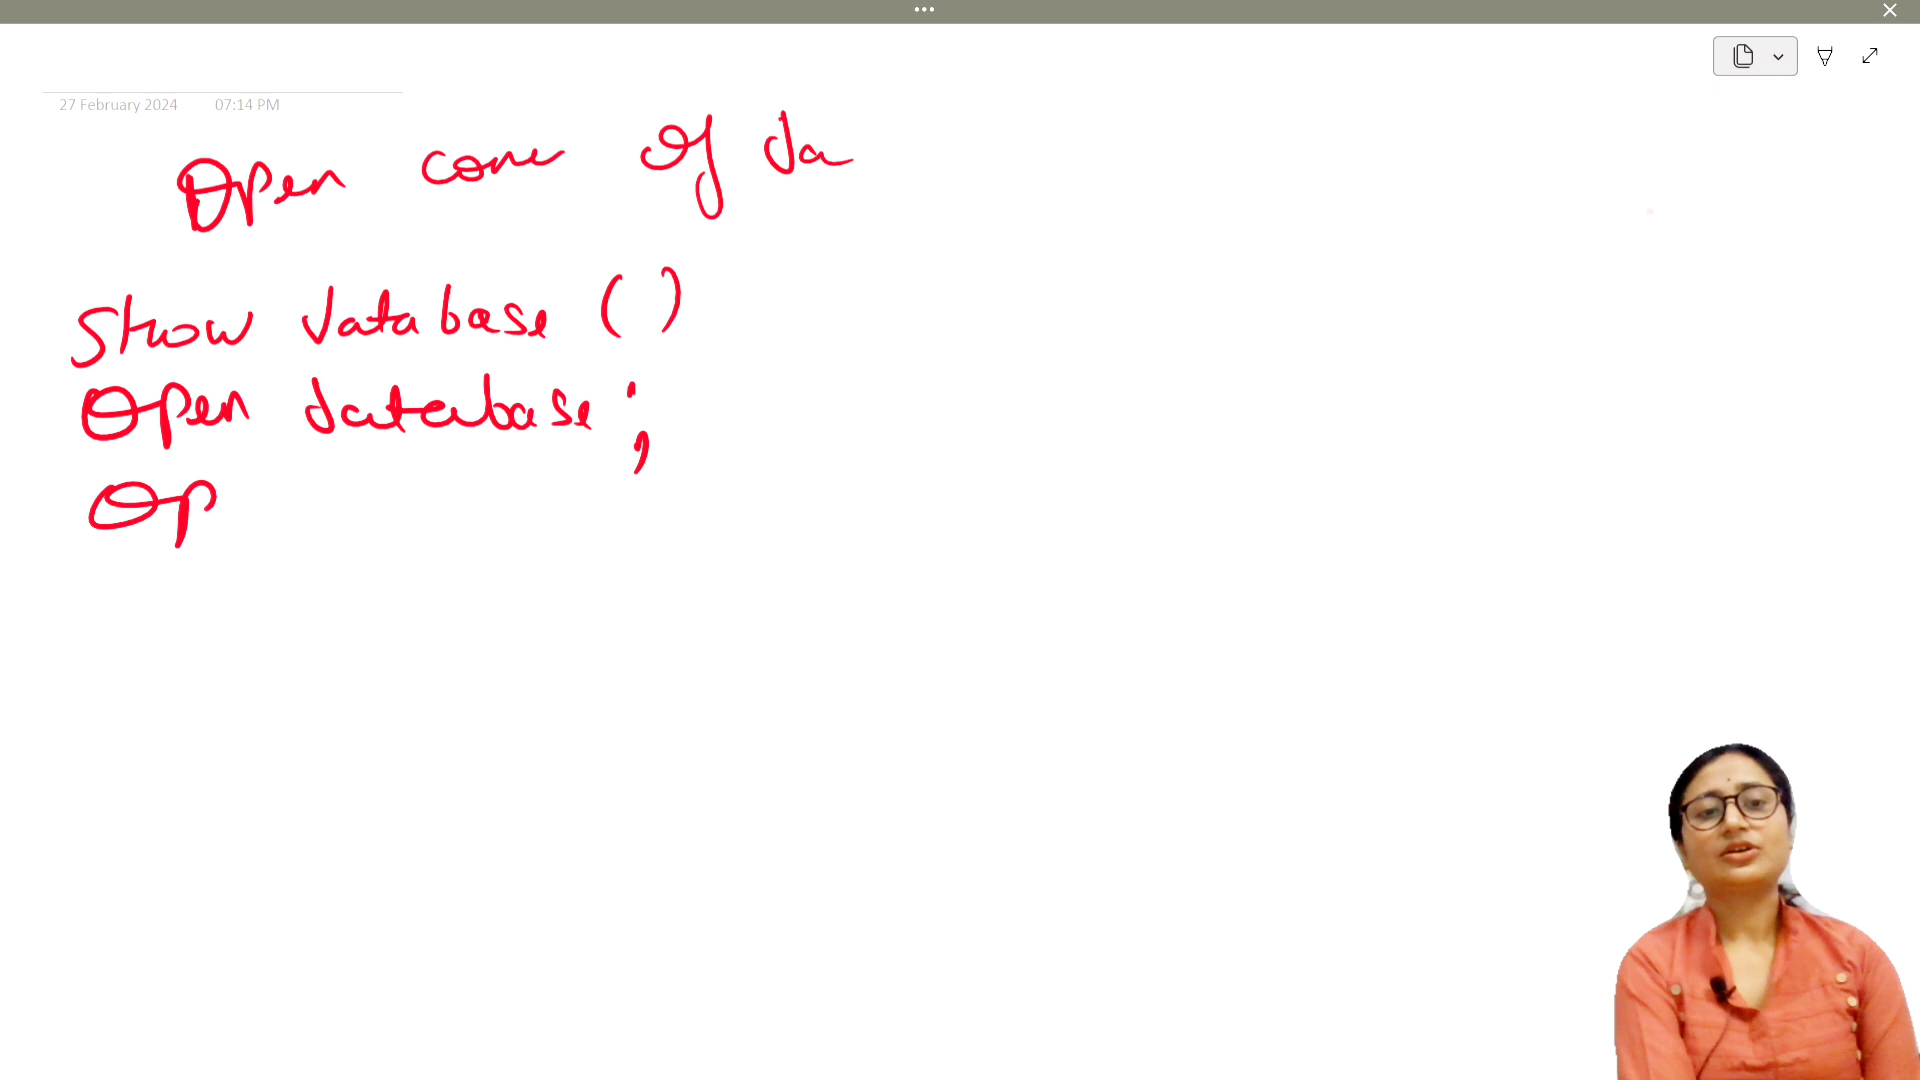 27 February 2024 07:14 PM
Open conn of da
Show database ( )
Open database ;
Op